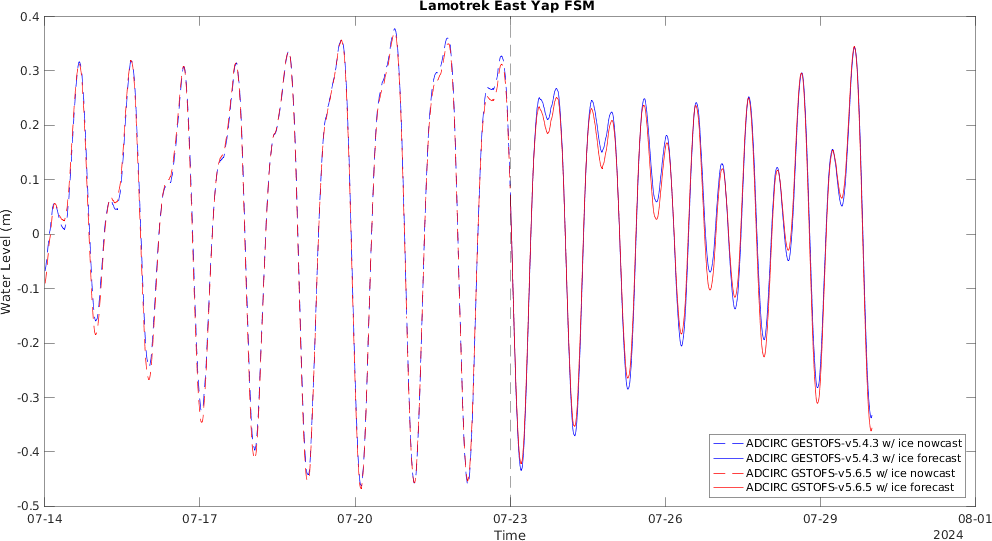 Lamotrek East Yap FSM
0.4
0.3
0.2
0.1
0
-0.1
-0.2
-0.3
-0.4
-0.5
Water Level (m)
ADCIRC GESTOFS-v5.4.3 w/ ice nowcast
ADCIRC GESTOFS-v5.4.3 w/ ice forecast
ADCIRC GSTOFS-v5.6.5 w/ ice nowcast
ADCIRC GSTOFS-v5.6.5 w/ ice forecast
07-14 07-17 07-20 07-23 07-26 07-29 08-01
Time
2024